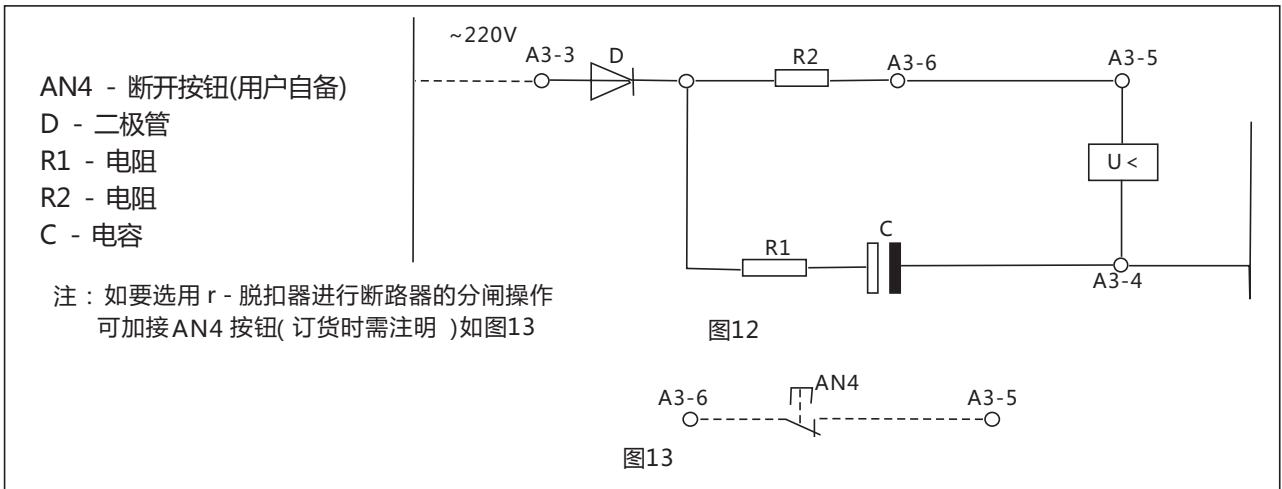 AN4 - 断开按钮(用户自备)
D - 二极管
R1 - 电阻
R2 - 电阻
C - 电容
注：如要选用 r - 脱扣器进行断路器的分闸操作
可加接AN4 按钮( 订货时需注明 )如图13
~220V
A3-3
D
R2
A3-6
A3-5
U <
R1
C
A3-4
图12
A3-6
AN4
A3-5
图13